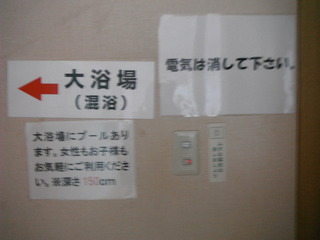 大浴場
(混浴)
電気は消して下さい。
大浴場にプールあり
ます。女性もお子様も
お気軽にご利用くださ
い。※深さ150cm